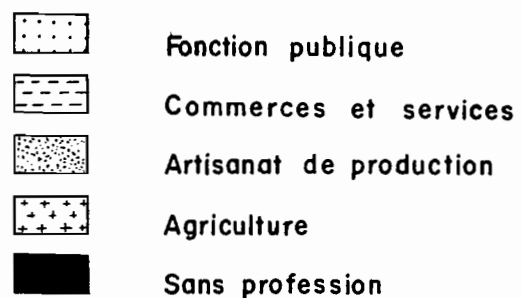 Fonction publique
Commerces et services
Artisanat de production
Agriculture
Sans profession